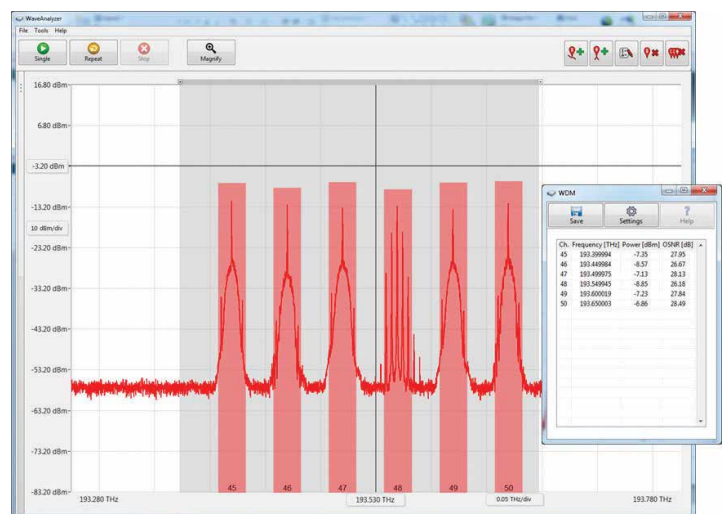 WaveAnalyzer
File Tools Help
Single Repeat Stop Magnify
16.80 dBm
6.80 dBm
-3.20 dBm
-13.20 dBm
10 dBm/div
-23.20 dBm
-33.20 dBm
-43.20 dBm
-53.20 dBm
-63.20 dBm
-73.20 dBm
-83.20 dBm
45 46 47 48 49 50
193.280 THz 193.530 THz 0.05 THz/div 193.780 THz
WDM
Save Settings Help
Ch. Frequency [THz] Power [dBm] OSNR [dB]
45 193.399994 -7.35 27.95
46 193.449984 -8.57 26.67
47 193.499975 -7.13 28.13
48 193.549945 -8.85 26.18
49 193.600019 -7.23 27.84
50 193.650003 -6.86 28.49